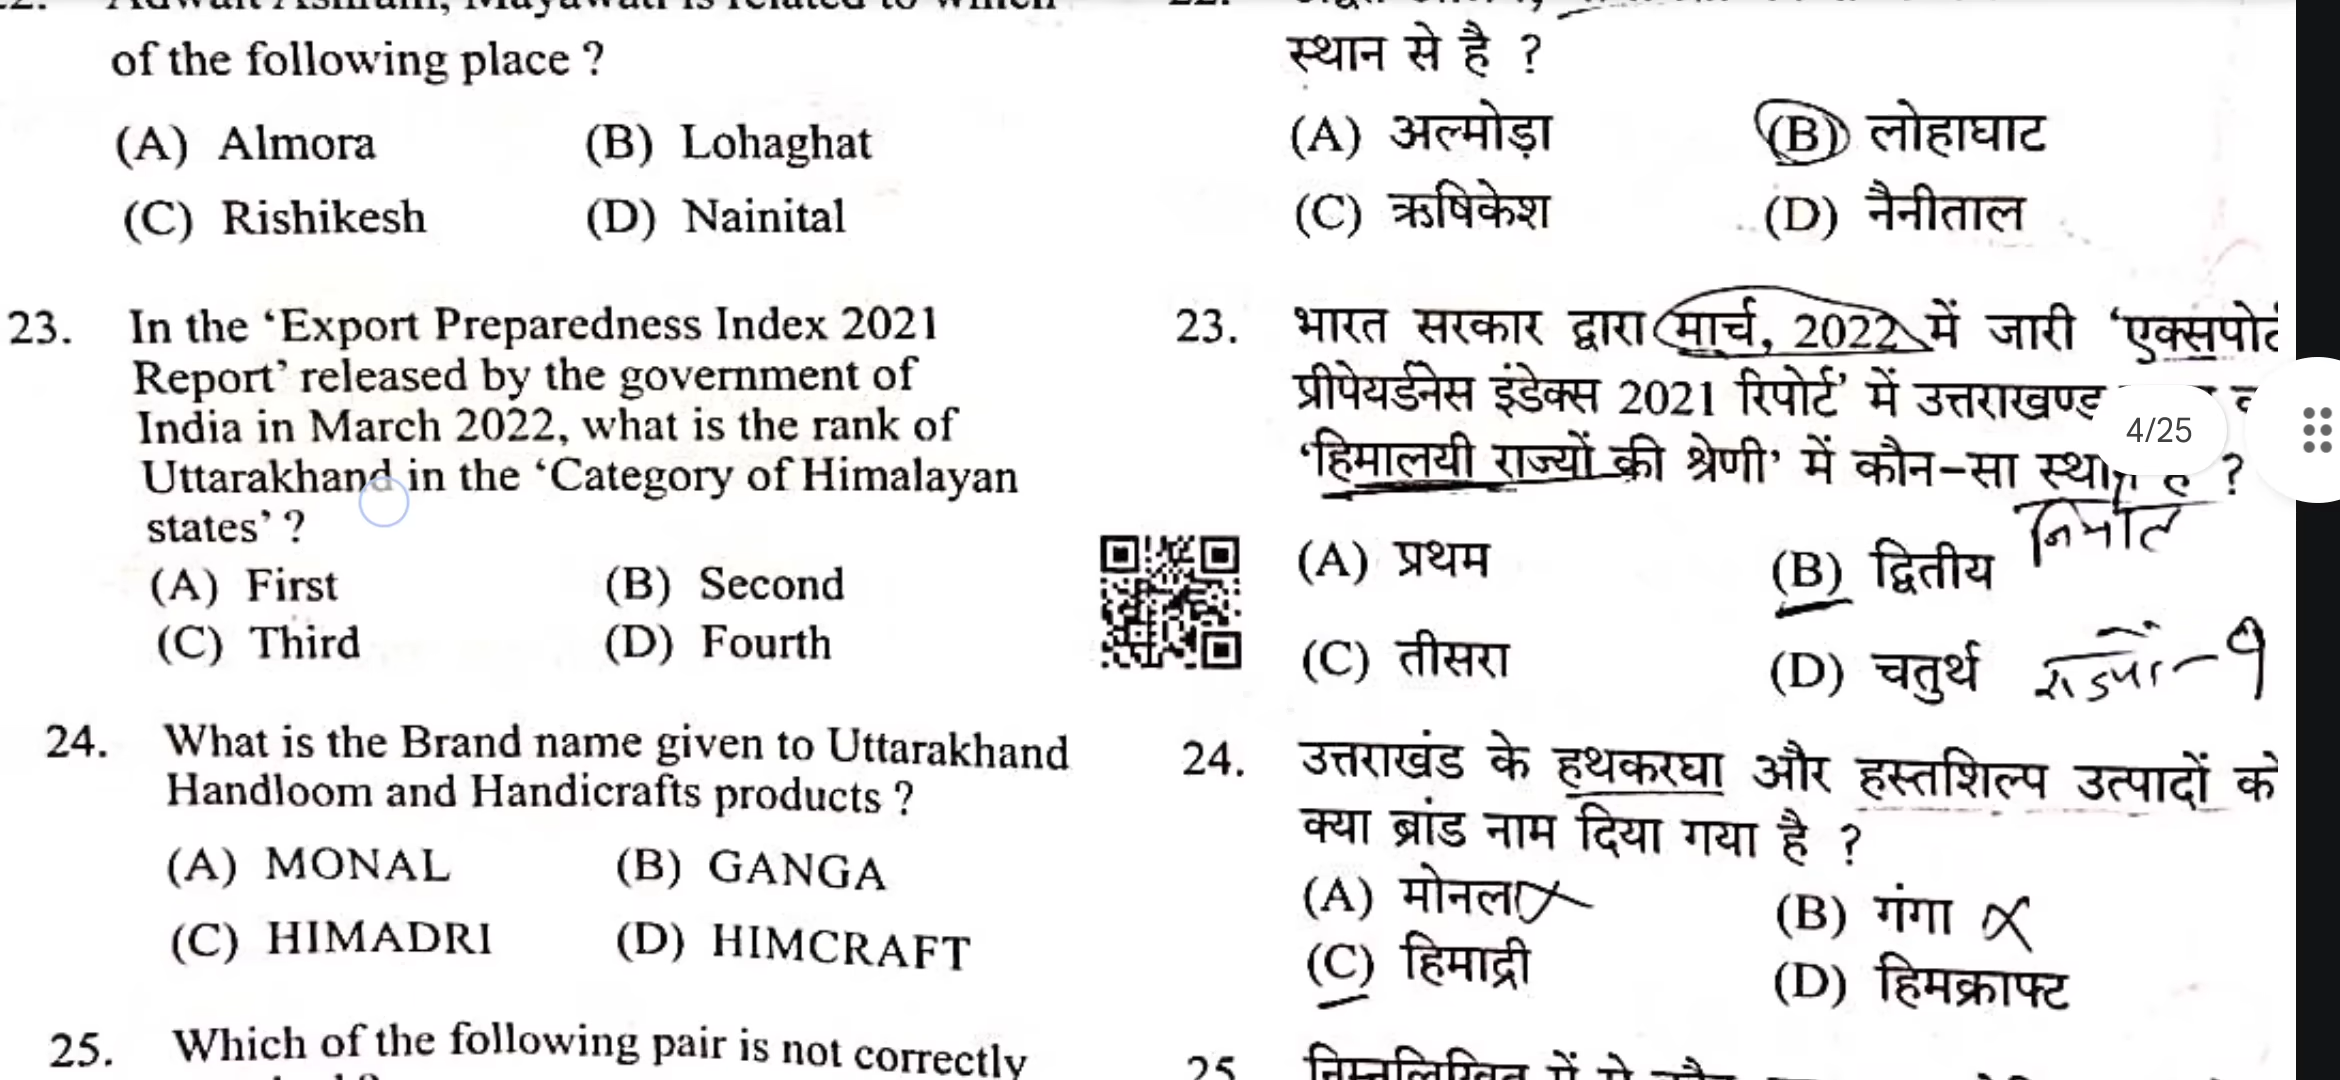 of the following place ?
(A) Almora (B) Lohaghat
(C) Rishikesh (D) Nainital
23. In the ‘Export Preparedness Index 2021
Report’ released by the government of
India in March 2022, what is the rank of
Uttarakhand in the ‘Category of Himalayan
states’ ?
(A) First (B) Second
(C) Third (D) Fourth
24. What is the Brand name given to Uttarakhand
Handloom and Handicrafts products ?
(A) MONAL (B) GANGA
(C) HIMADRI (D) HIMCRAFT
25. Which of the following pair is not correctly
स्थान से है ?
(A) अल्मोड़ा (B) लोहाघाट
(C) ऋषिकेश (D) नैनीताल
23. भारत सरकार द्वारा मार्च, 2022 में जारी ‘एक्सपोर्ट
प्रीपेयर्डनेस इंडेक्स 2021 रिपोर्ट’ में उत्तराखण्ड
4/25
‘हिमालयी राज्यों की श्रेणी’ में कौन-सा ?
निर्यात
(A) प्रथम (B) द्वितीय
(C) तीसरा (D) चतुर्थ
24. उत्तराखंड के हथकरघा और हस्तशिल्प उत्पादों को
क्या ब्रांड नाम दिया गया है ?
(A) मोनल (B) गंगा
(C) हिमाद्री (D) हिमक्राफ्ट
25